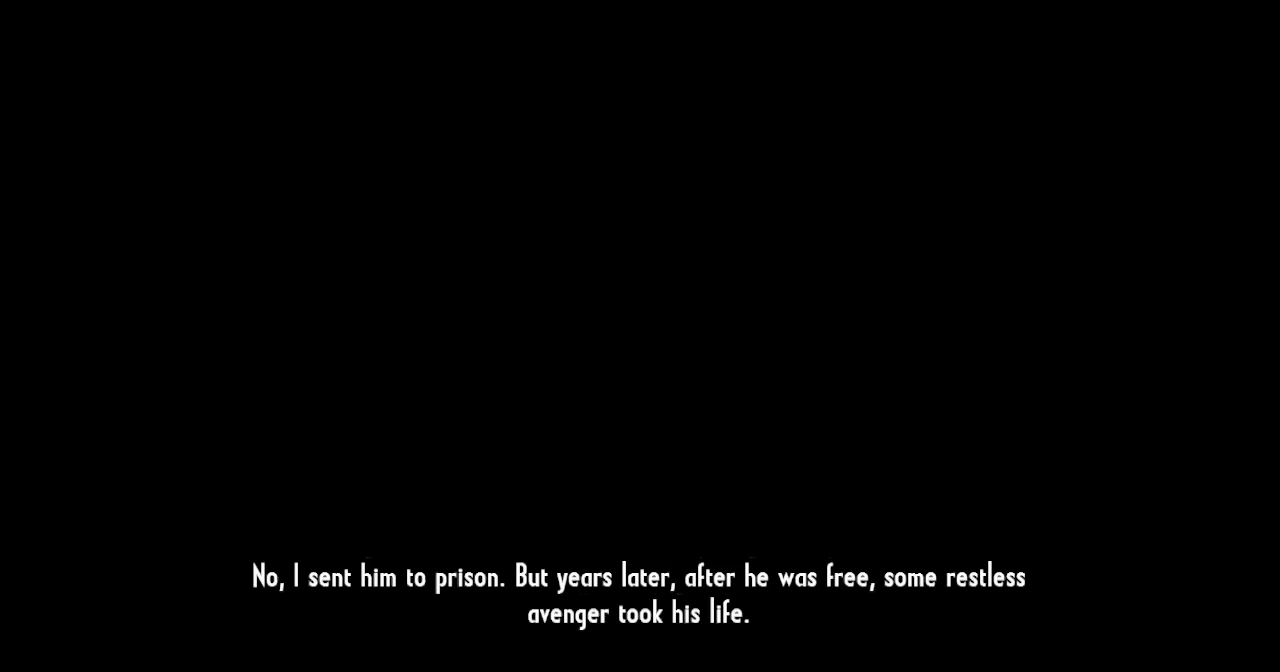 No, I sent him to prison. But years later, after he was free, some restless
avenger took his life.